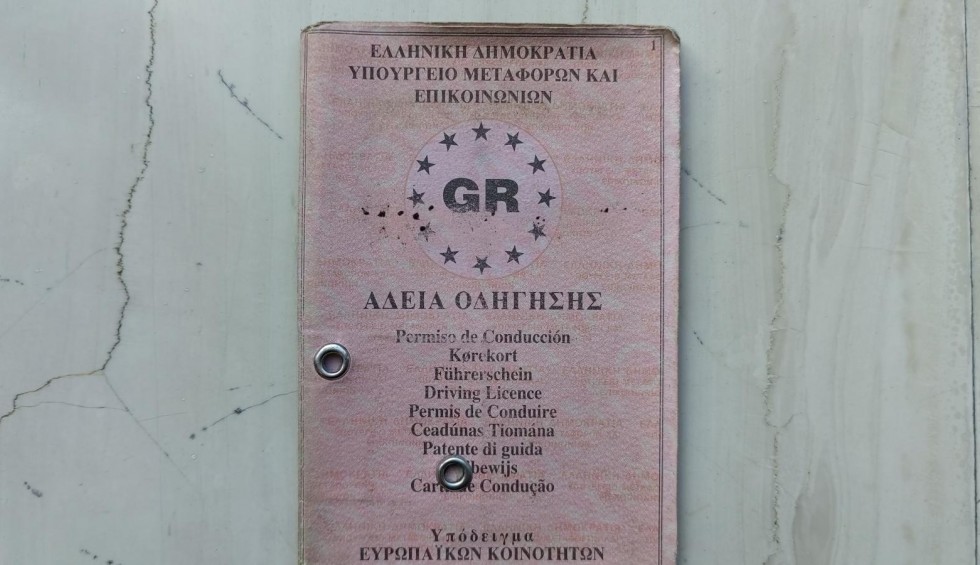 1
ΕΛΛΗΝΙΚΗ ΔΗΜΟΚΡΑΤΙΑ
ΥΠΟΥΡΓΕΙΟ ΜΕΤΑΦΟΡΩΝ ΚΑΙ
ΕΠΙΚΟΙΝΩΝΙΩΝ
GR
ΑΔΕΙΑ ΟΔΗΓΗΣΗΣ
Permiso de Conducción
Kørekort
Führerschein
Driving Licence
Permis de Conduire
Ceadúnas Tiomána
Patente di guida
de Condução
Υπόδειγμα
ΕΥΡΩΠΑΪΚΩΝ ΚΟΙΝΟΤΗΤΩΝ